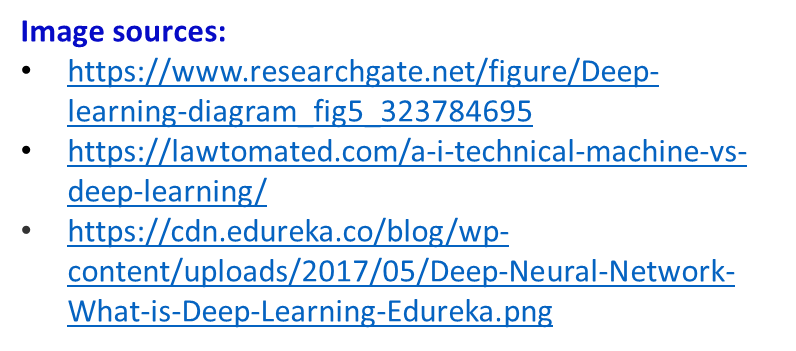 Image sources:
• https://www.researchgate.net/figure/Deep-
learning-diagram_fig5_323784695
• https://lawtomated.com/a-i-technical-machine-vs-
deep-learning/
• https://cdn.edureka.co/blog/wp-
content/uploads/2017/05/Deep-Neural-Network-
What-is-Deep-Learning-Edureka.png